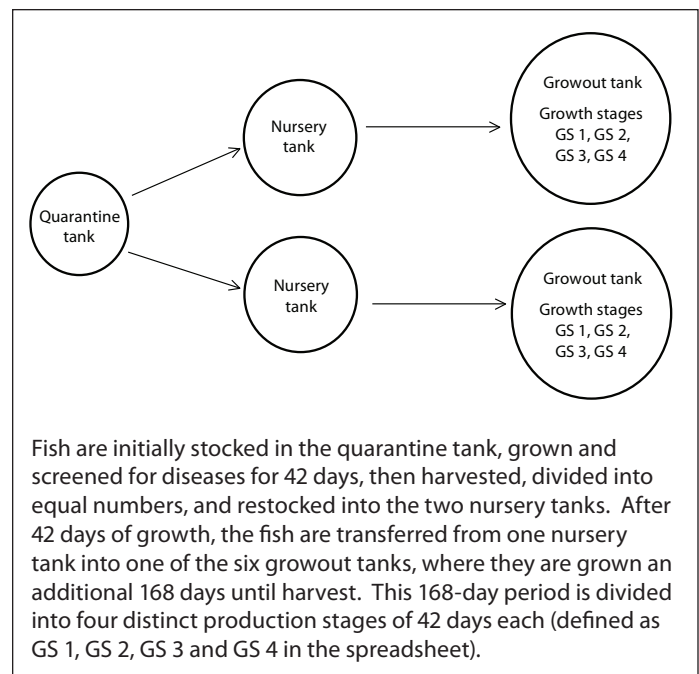 Growout tank
Growth stages
GS 1, GS 2,
GS 3, GS 4
Nursery
tank
Quarantine
tank
Nursery
tank
Growout tank
Growth stages
GS 1, GS 2,
GS 3, GS 4
Fish are initially stocked in the quarantine tank, grown and
screened for diseases for 42 days, then harvested, divided into
equal numbers, and restocked into the two nursery tanks. After
42 days of growth, the fish are transferred from one nursery
tank into one of the six growout tanks, where they are grown an
additional 168 days until harvest. This 168-day period is divided
into four distinct production stages of 42 days each (defined as
GS 1, GS 2, GS 3 and GS 4 in the spreadsheet).